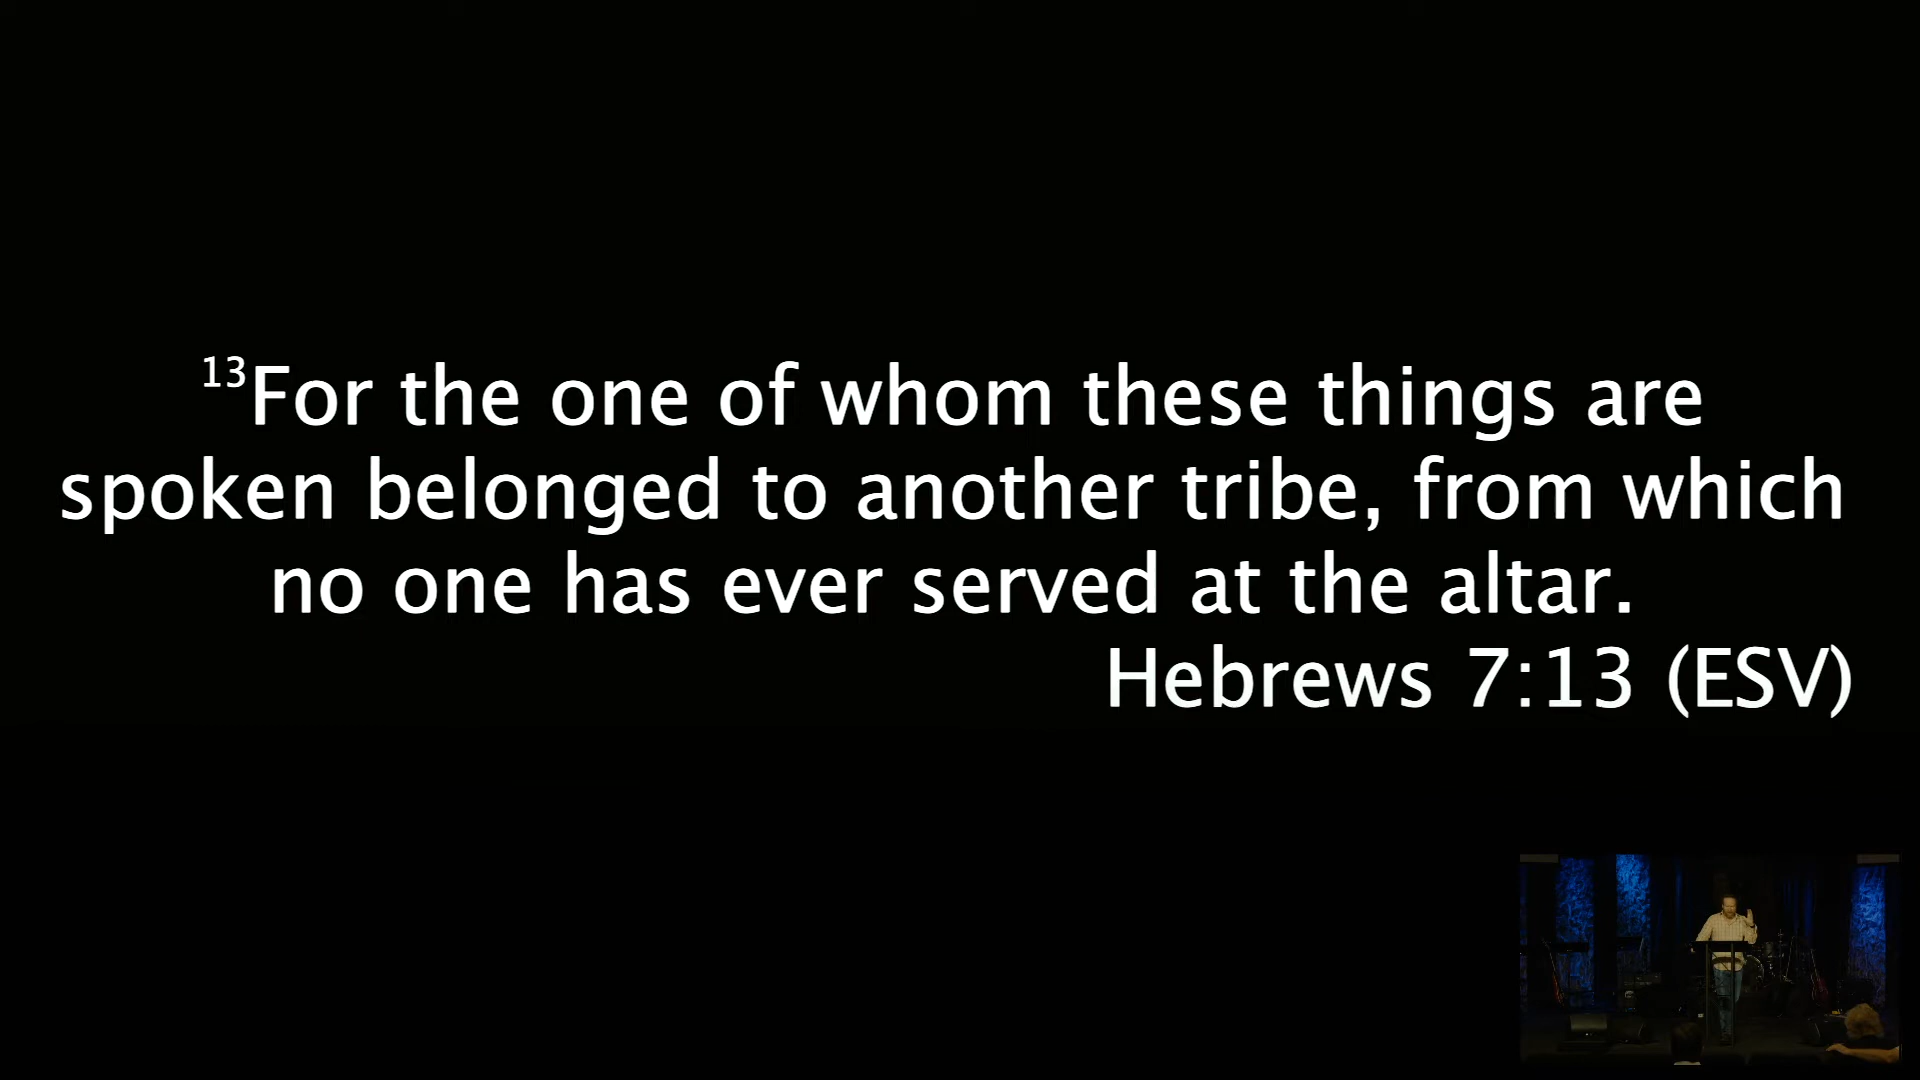 13For the one of whom these things are
spoken belonged to another tribe, from which
no one has ever served at the altar.
Hebrews 7:13 (ESV)